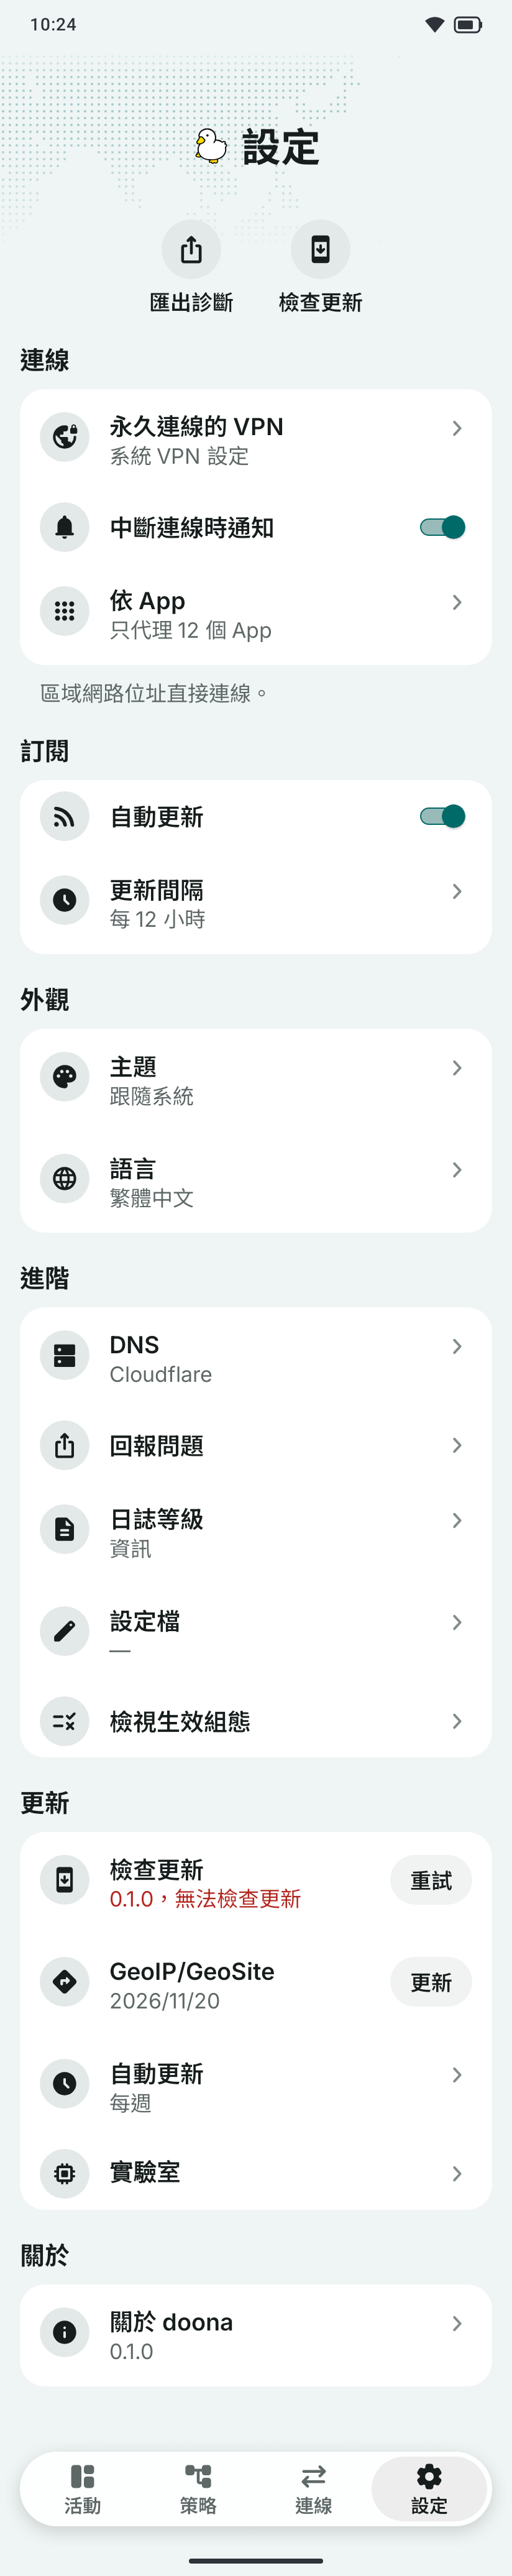 10:24
設定
匯出診斷
檢查更新
連線
永久連線的 VPN
系統 VPN 設定
中斷連線時通知
依 App
只代理 12 個 App
區域網路位址直接連線。
訂閱
自動更新
更新間隔
每 12 小時
外觀
主題
跟隨系統
語言
繁體中文
進階
DNS
Cloudflare
回報問題
日誌等級
資訊
設定檔
—
檢視生效組態
更新
檢查更新
0.1.0，無法檢查更新
重試
GeoIP/GeoSite
2026/11/20
更新
自動更新
每週
實驗室
關於
關於 doona
0.1.0
活動
策略
連線
設定